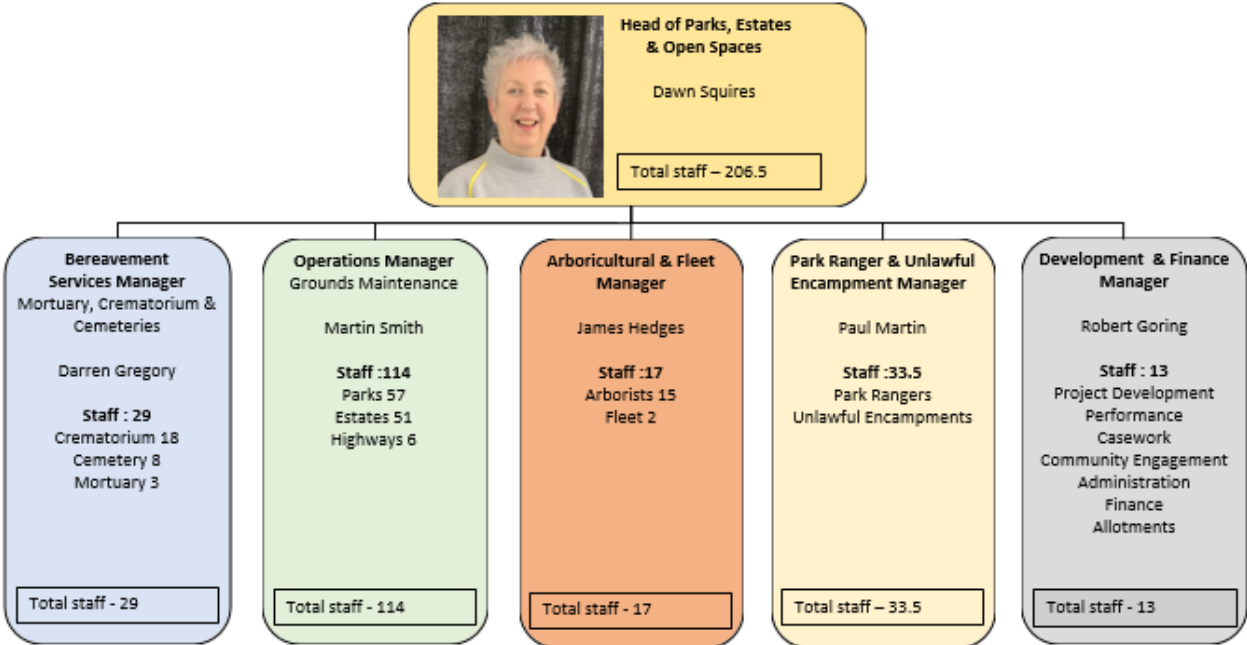 Head of Parks, Estates
& Open Spaces
Dawn Squires
Total staff – 206.5
Bereavement
Services Manager
Mortuary, Crematorium &
Cemeteries
Darren Gregory
Staff : 29
Crematorium 18
Cemetery 8
Mortuary 3
Total staff - 29
Operations Manager
Grounds Maintenance
Martin Smith
Staff :114
Parks 57
Estates 51
Highways 6
Total staff - 114
Arboricultural & Fleet
Manager
James Hedges
Staff :17
Arborists 15
Fleet 2
Total staff - 17
Park Ranger & Unlawful
Encampment Manager
Paul Martin
Staff :33.5
Park Rangers
Unlawful Encampments
Total staff – 33.5
Development & Finance
Manager
Robert Goring
Staff : 13
Project Development
Performance
Casework
Community Engagement
Administration
Finance
Allotments
Total staff - 13